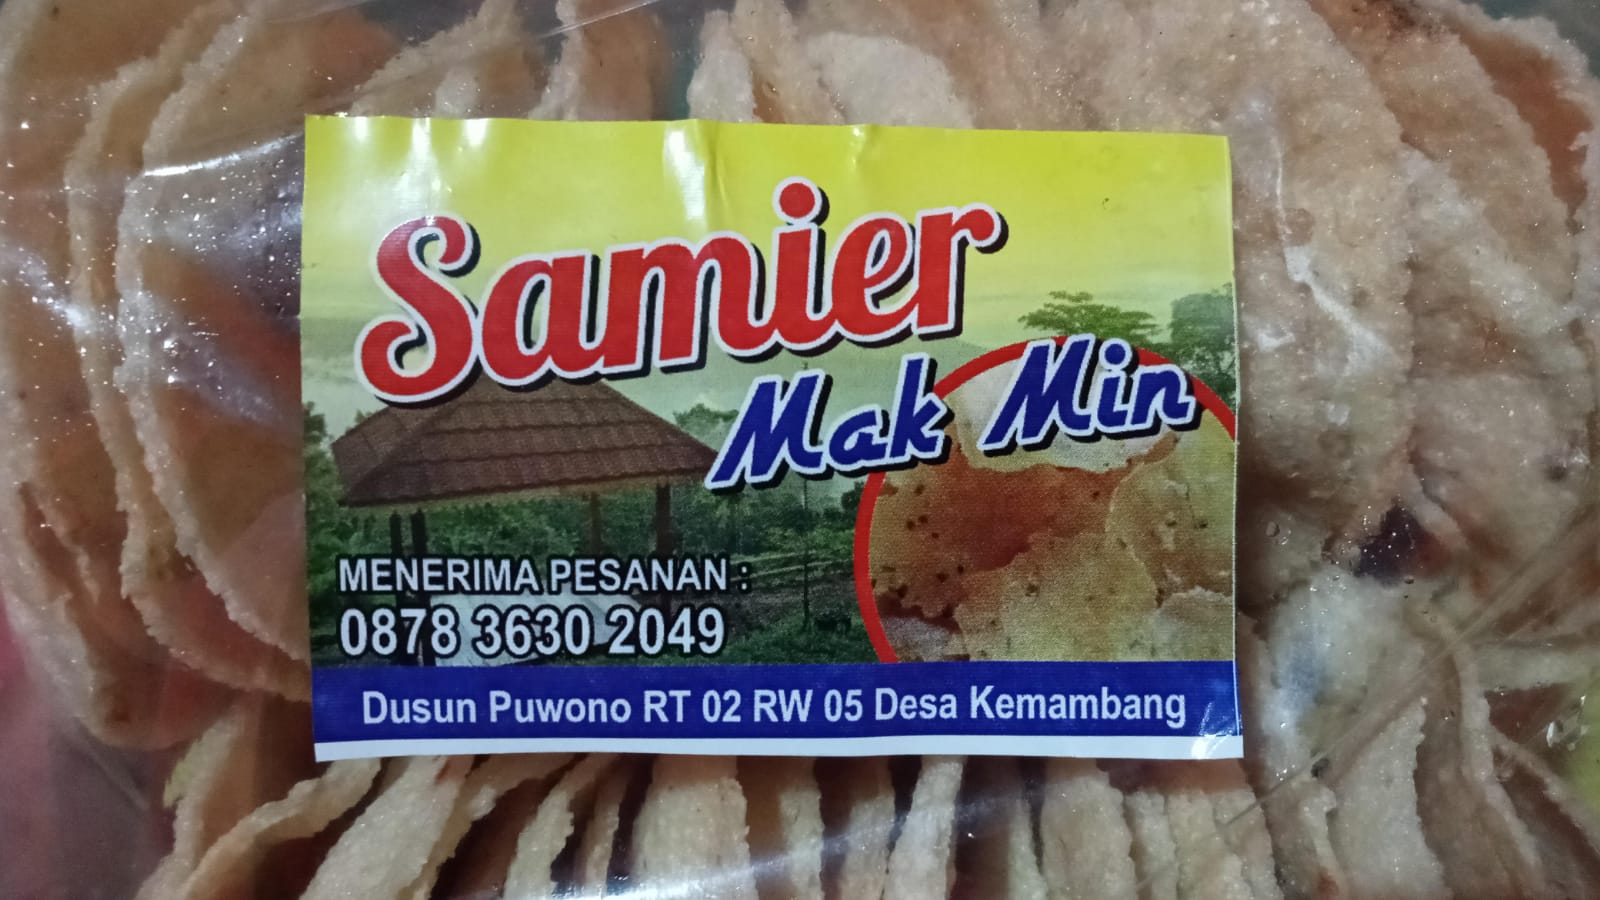 Samier
Mak Min
MENERIMA PESANAN :
0878 3630 2049
Dusun Puwono RT 02 RW 05 Desa Kemambang